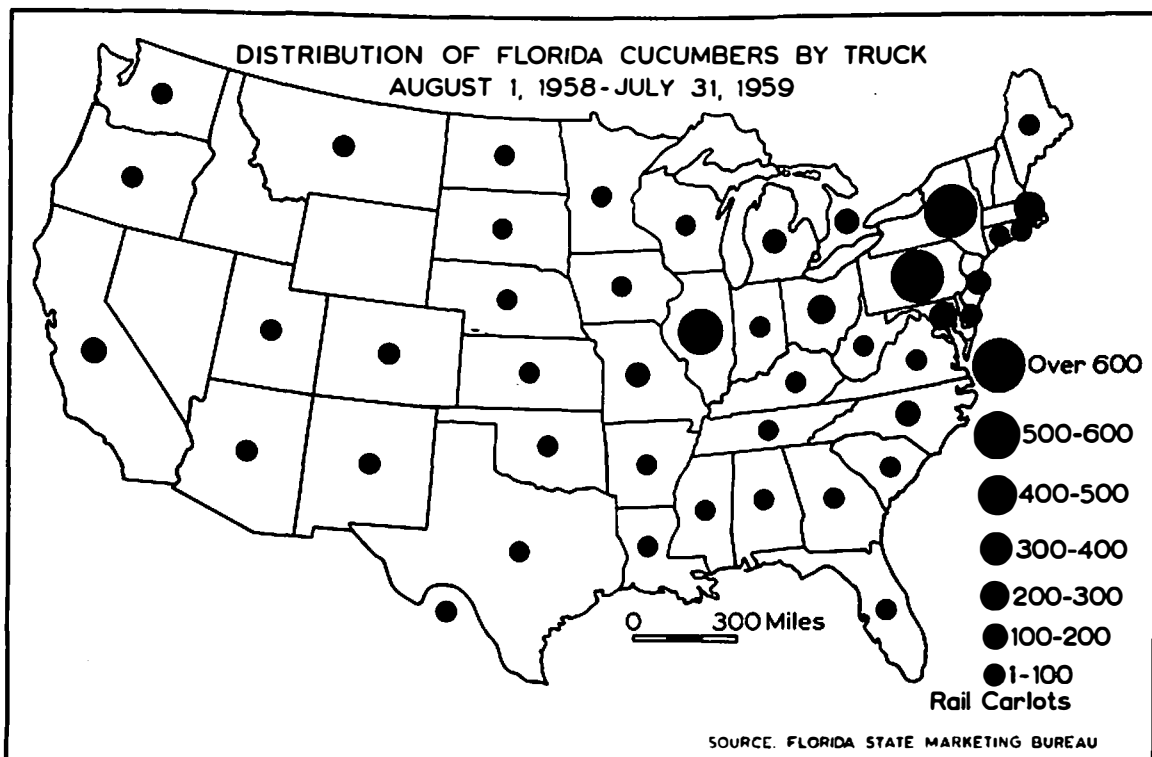 DISTRIBUTION OF FLORIDA CUCUMBERS BY TRUCK
AUGUST 1, 1958-JULY 31, 1959
Over 600
500-600
400-500
300-400
200-300
100-200
1-100
Rail Carlots
0 300 Miles
SOURCE. FLORIDA STATE MARKETING BUREAU